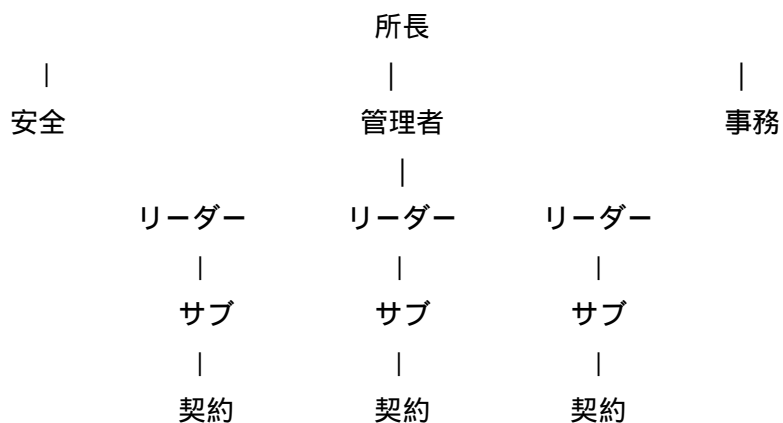 所長
安全 管理者 事務
リーダー リーダー リーダー
サブ サブ サブ
契約 契約 契約